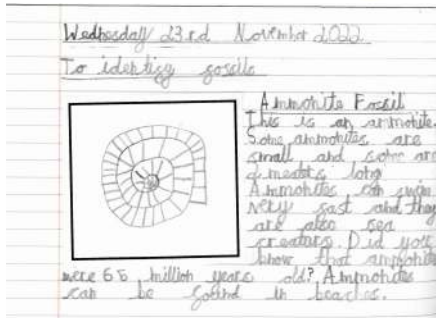 Wednesday 23rd November 2022
To identify fossils
Ammonite Fossil
This is an ammonite.
Some ammonites are
small and some are
2 meters long
Ammonites can swim
very fast and they
are also sea
creaturs. Did you
know that ammonite
were 65 million years old? Ammonites
can be found in beaches.